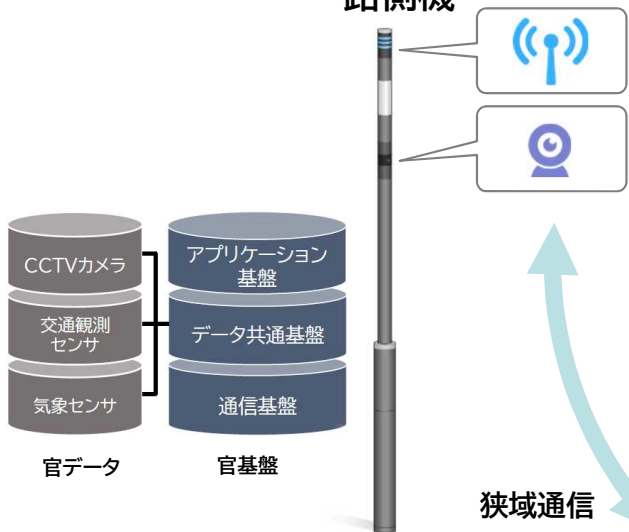 路側機
CCTVカメラ
交通観測
センサ
気象センサ
官データ
アプリケーション
基盤
データ共通基盤
通信基盤
官基盤
狭域通信